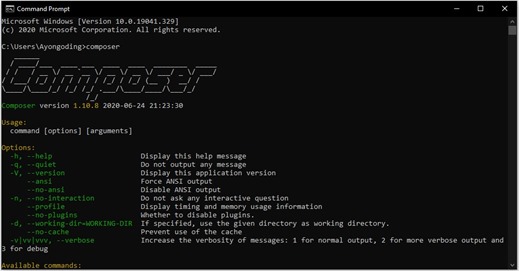 Command Prompt
Microsoft Windows [Version 10.0.19041.329]
(c) 2020 Microsoft Corporation. All rights reserved.
C:\Users\Ayongoding>composer
Composer
Composer version 1.10.8 2020-06-24 21:23:30
Usage:
command [options] [arguments]
Options:
-h, --help Display this help message
-q, --quiet Do not output any message
-V, --version Display this application version
--ansi Force ANSI output
--no-ansi Disable ANSI output
-n, --no-interaction Do not ask any interactive question
--profile Display timing and memory usage information
--no-plugins Whether to disable plugins.
-d, --working-dir=WORKING-DIR If specified, use the given directory as working directory.
--no-cache Prevent use of the cache
-v|vv|vvv, --verbose Increase the verbosity of messages: 1 for normal output, 2 for more verbose output and
3 for debug
Available commands: